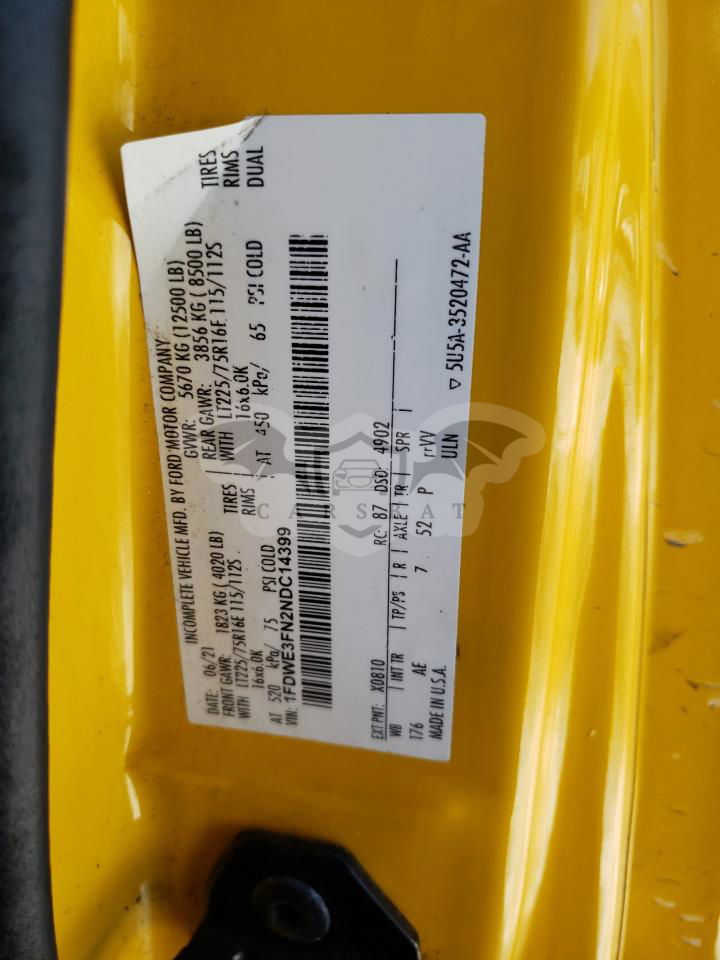 INCOMPLETE VEHICLE MFD. BY FORD MOTOR COMPANY
DATE: 06/21 GVWR: 5670 KG (12500 LB)
FRONT GAWR: 1823 KG ( 4020 LB) REAR GAWR: 3856 KG ( 8500 LB)
WITH LT225/75R16E 115/112S TIRES WITH LT225/75R16E 115/112S TIRES
16x6.0K RIMS 16x6.0K RIMS
AT 520 kPa/ 75 PSI COLD AT 450 kPa/ 65 PSI COLD DUAL
VIN: 1FDWE3FN2NDC14399
EXT PNT: X0810 RC: 87 DSO: 4902
WB INT TR TP/PS R AXLE TR SPR
176 AE 7 52 P rrVV
MADE IN U.S.A. ULN
▽ 5U5A-3520472-AA
CARSBAT